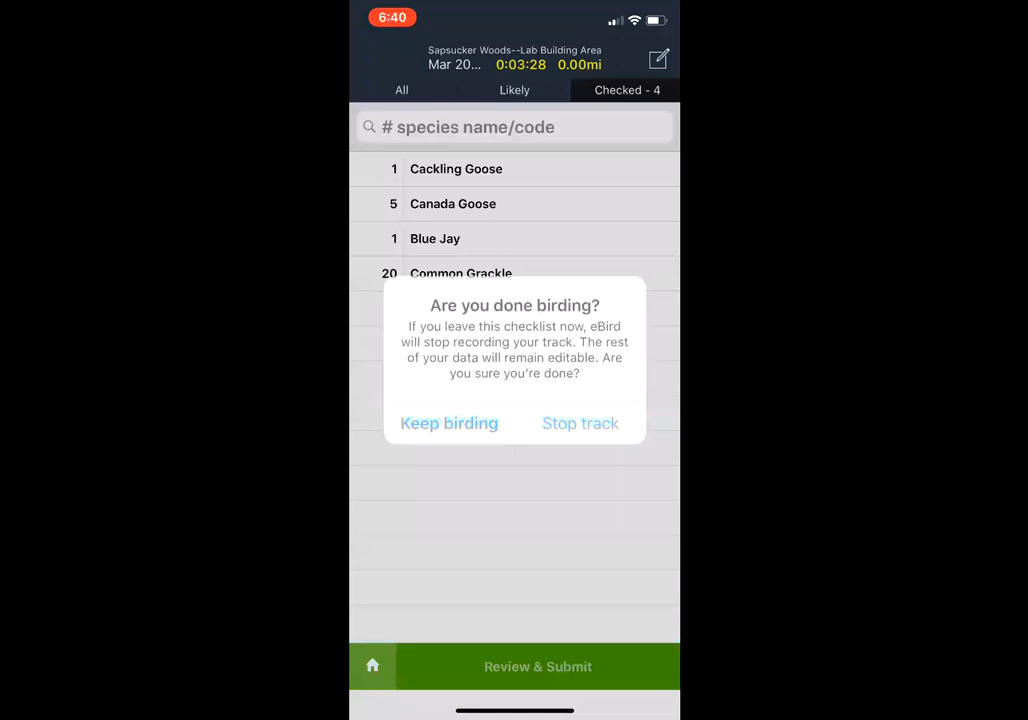 6:40
Sapsucker Woods--Lab Building Area
Mar 20... 0:03:28 0.00mi
All Likely Checked - 4
# species name/code
1 Cackling Goose
5 Canada Goose
1 Blue Jay
20 Common Grackle
Are you done birding?
If you leave this checklist now, eBird
will stop recording your track. The rest
of your data will remain editable. Are
you sure you're done?
Keep birding Stop track
Review & Submit